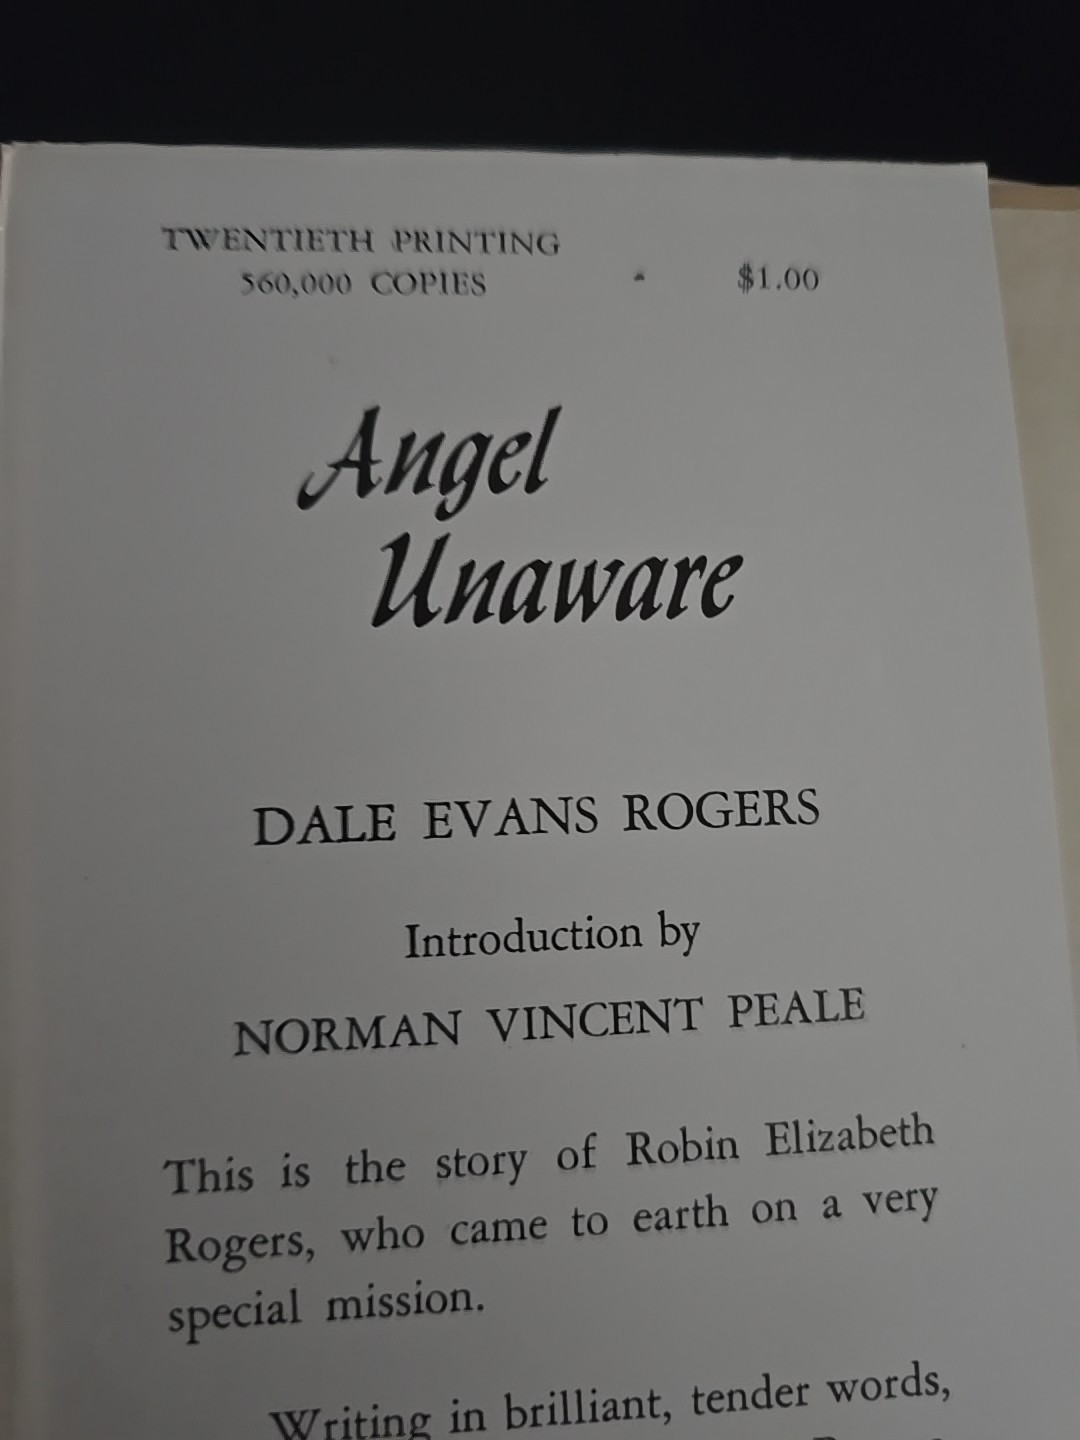 TWENTIETH PRINTING
560,000 COPIES $1.00
Angel
Unaware
DALE EVANS ROGERS
Introduction by
NORMAN VINCENT PEALE
This is the story of Robin Elizabeth
Rogers, who came to earth on a very
special mission.
Writing in brilliant, tender words,